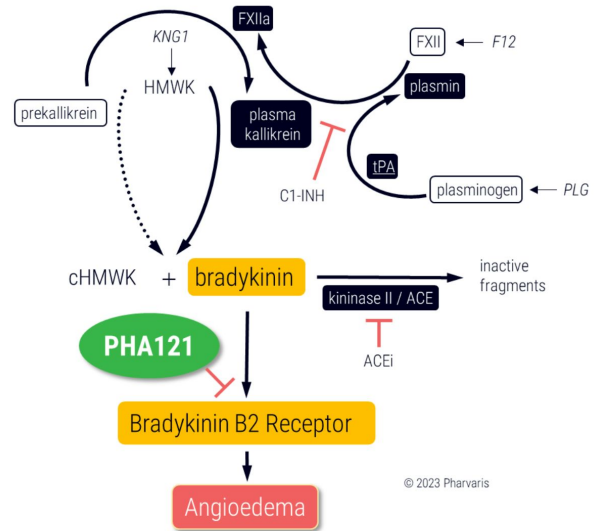 KNG1
FXIIa
FXII
F12
HMWK
plasmin
prekallikrein
plasma
kallikrein
tPA
C1-INH
plasminogen
PLG
cHMWK + bradykinin
inactive
fragments
kininase II / ACE
PHA121
ACEi
Bradykinin B2 Receptor
© 2023 Pharvaris
Angioedema